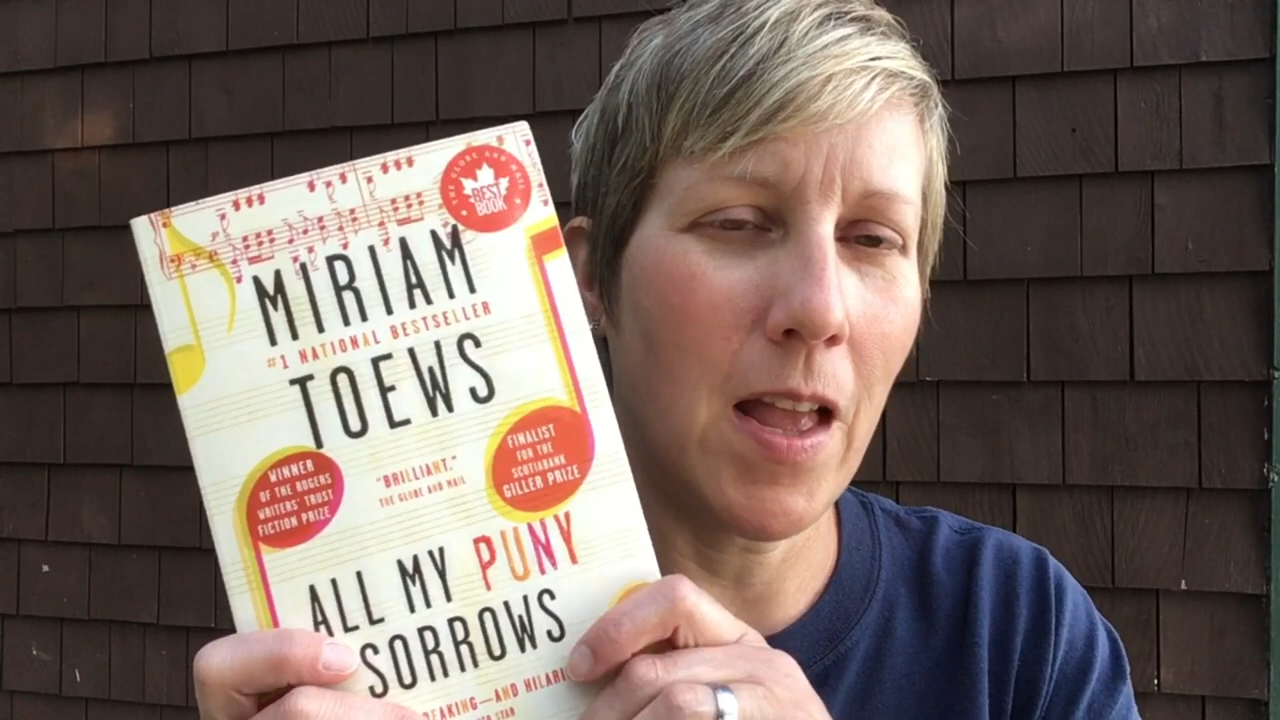 THE GLOBE AND MAIL
BEST
BOOK
MIRIAM
#1 NATIONAL BESTSELLER
TOEWS
WINNER
OF THE ROGERS
WRITERS' TRUST
FICTION PRIZE
"BRILLIANT."
THE GLOBE AND MAIL
FINALIST
FOR THE
SCOTIABANK
GILLER PRIZE
ALL MY PUNY
SORROWS